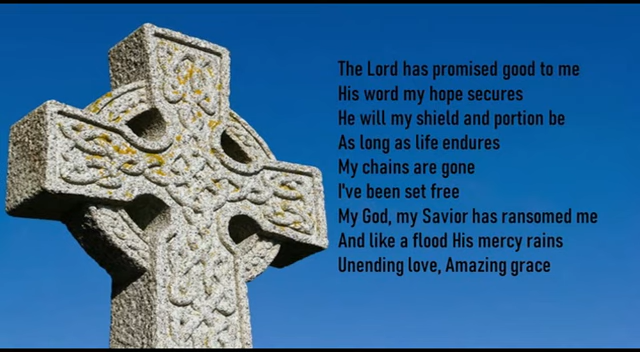 The Lord has promised good to me
His word my hope secures
He will my shield and portion be
As long as life endures
My chains are gone
I've been set free
My God, my Savior has ransomed me
And like a flood His mercy rains
Unending love, Amazing grace